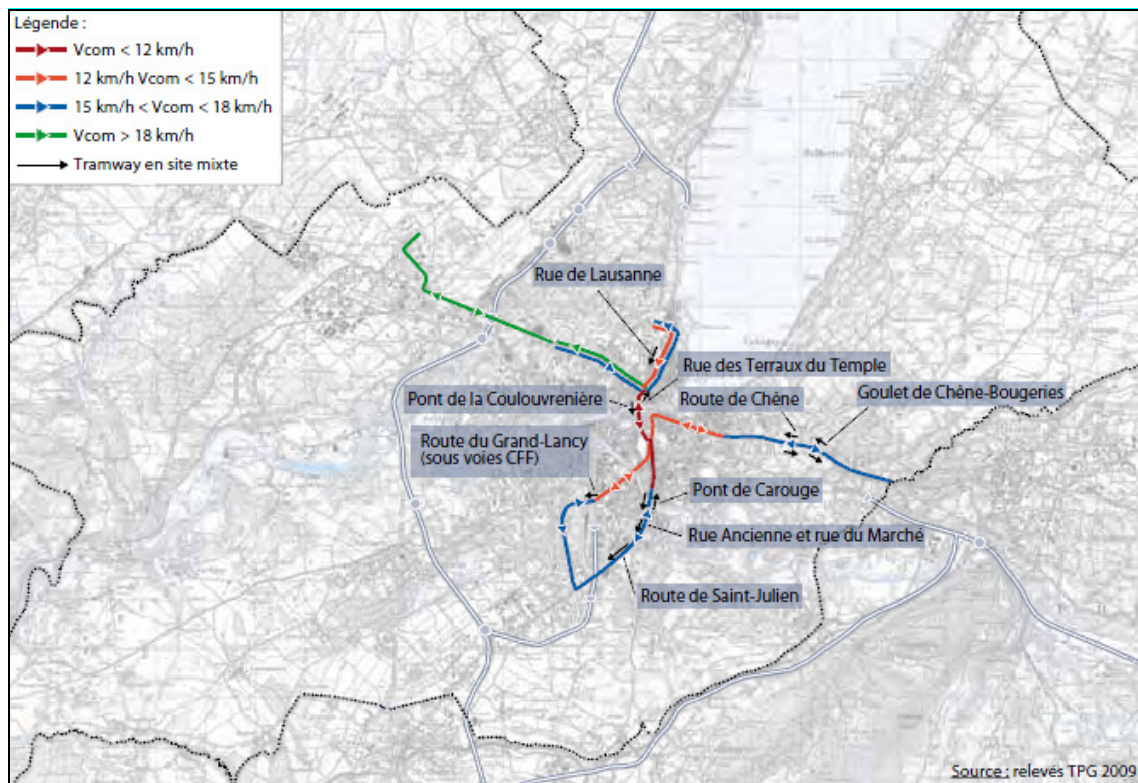 Légende :
Vcom < 12 km/h
12 km/h Vcom < 15 km/h
15 km/h < Vcom < 18 km/h
Vcom > 18 km/h
Tramway en site mixte
Rue de Lausanne
Rue des Terraux du Temple
Pont de la Coulouvrenière
Route de Chêne
Goulet de Chêne-Bougeries
Route du Grand-Lancy
(sous voies CFF)
Pont de Carouge
Rue Ancienne et rue du Marché
Route de Saint-Julien
Source : relevés TPG 2009